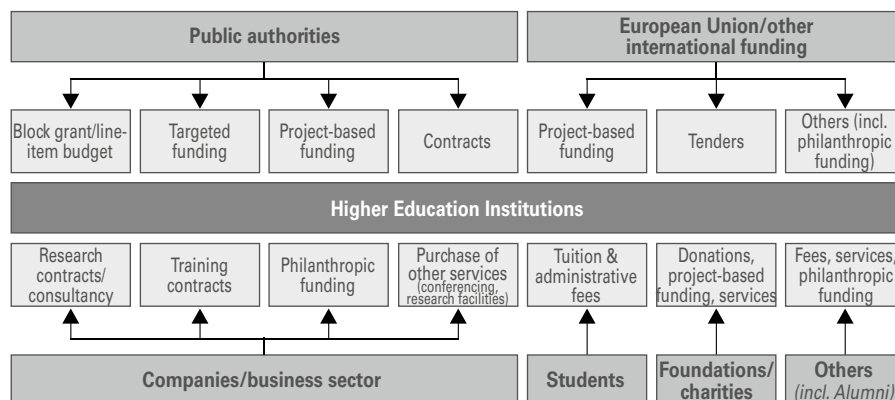 Public authorities
European Union/other
international funding
Block grant/line-
item budget
Targeted
funding
Project-based
funding
Contracts
Project-based
funding
Tenders
Others (incl.
philanthropic
funding)
Higher Education Institutions
Research
contracts/
consultancy
Training
contracts
Philanthropic
funding
Purchase of
other services
(conferencing,
research facilities)
Tuition &
administrative
fees
Donations,
project-based
funding, services
Fees, services,
philanthropic
funding
Companies/business sector
Students
Foundations/
charities
Others
(incl. Alumni)